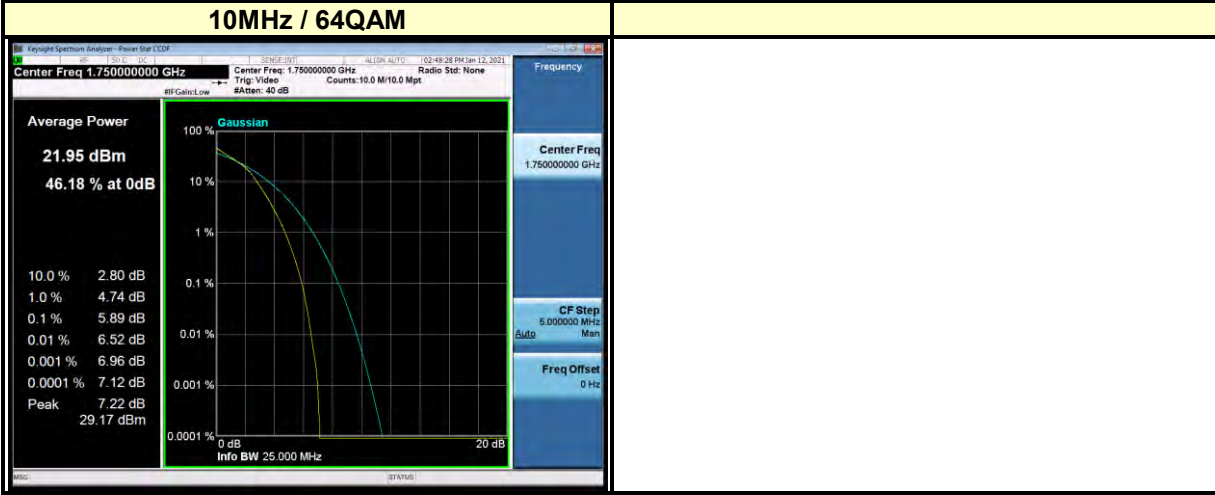 10MHz / 64QAM
Keysight Spectrum Analyzer - Power Stat CCDF
RF 50 Ω DC SENSE:INT ALIGN AUTO 02:48:28 PM Jan 12, 2021
Center Freq 1.750000000 GHz
Center Freq: 1.750000000 GHz Radio Std: None
Trig: Video Counts:10.0 M/10.0 Mpt
#IFGain:Low #Atten: 40 dB
Frequency
Average Power
21.95 dBm
46.18 % at 0dB
10.0 % 2.80 dB
1.0 % 4.74 dB
0.1 % 5.89 dB
0.01 % 6.52 dB
0.001 % 6.96 dB
0.0001 % 7.12 dB
Peak 7.22 dB
29.17 dBm
Gaussian
100 %
10 %
1 %
0.1 %
0.01 %
0.001 %
0.0001 %
0 dB 20 dB
Info BW 25.000 MHz
Center Freq
1.750000000 GHz
CF Step
5.000000 MHz
Auto Man
Freq Offset
0 Hz
MSG STATUS